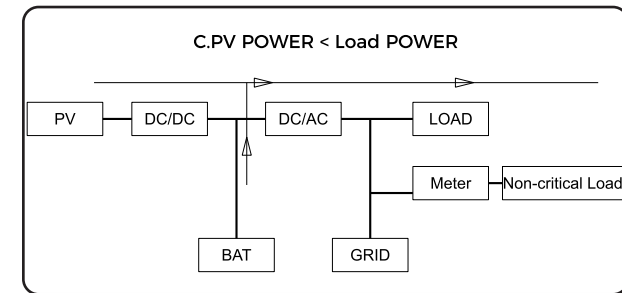 C.PV POWER < Load POWER
PV
DC/DC
DC/AC
LOAD
Meter
Non-critical Load
BAT
GRID